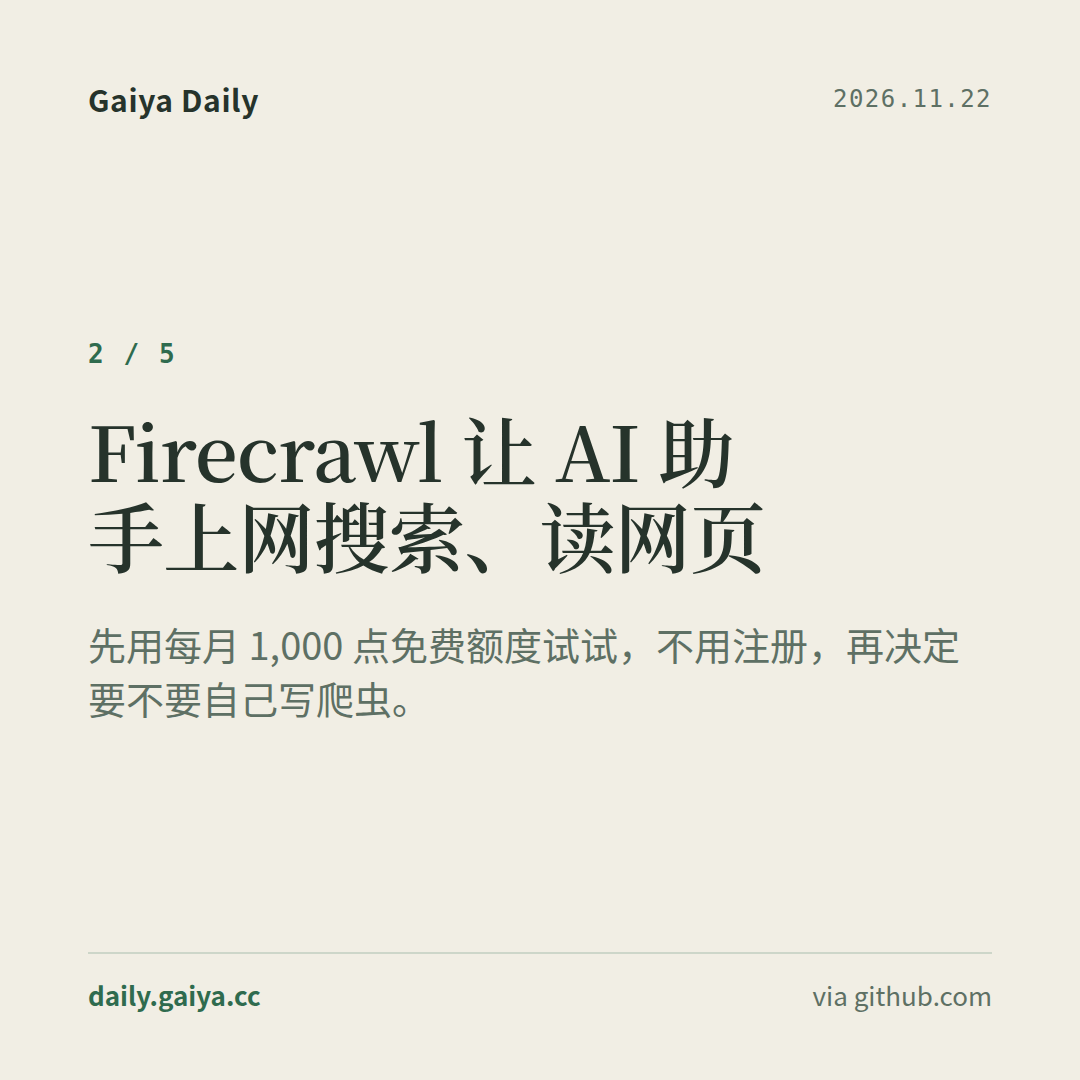 Gaiya Daily
2026.11.22
2 / 5
Firecrawl 让 AI 助
手上网搜索、读网页
先用每月 1,000 点免费额度试试，不用注册，再决定
要不要自己写爬虫。
daily.gaiya.cc
via github.com